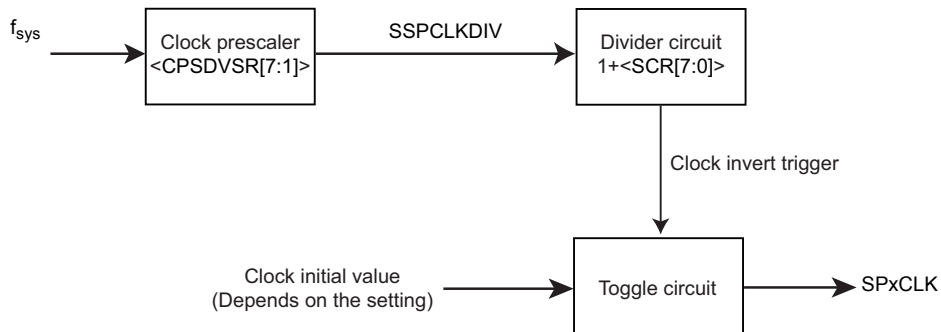 fsys
Clock prescaler
<CPSDVSR[7:1]>
SSPCLKDIV
Divider circuit
1+<SCR[7:0]>
Clock invert trigger
Clock initial value
(Depends on the setting)
Toggle circuit
SPxCLK